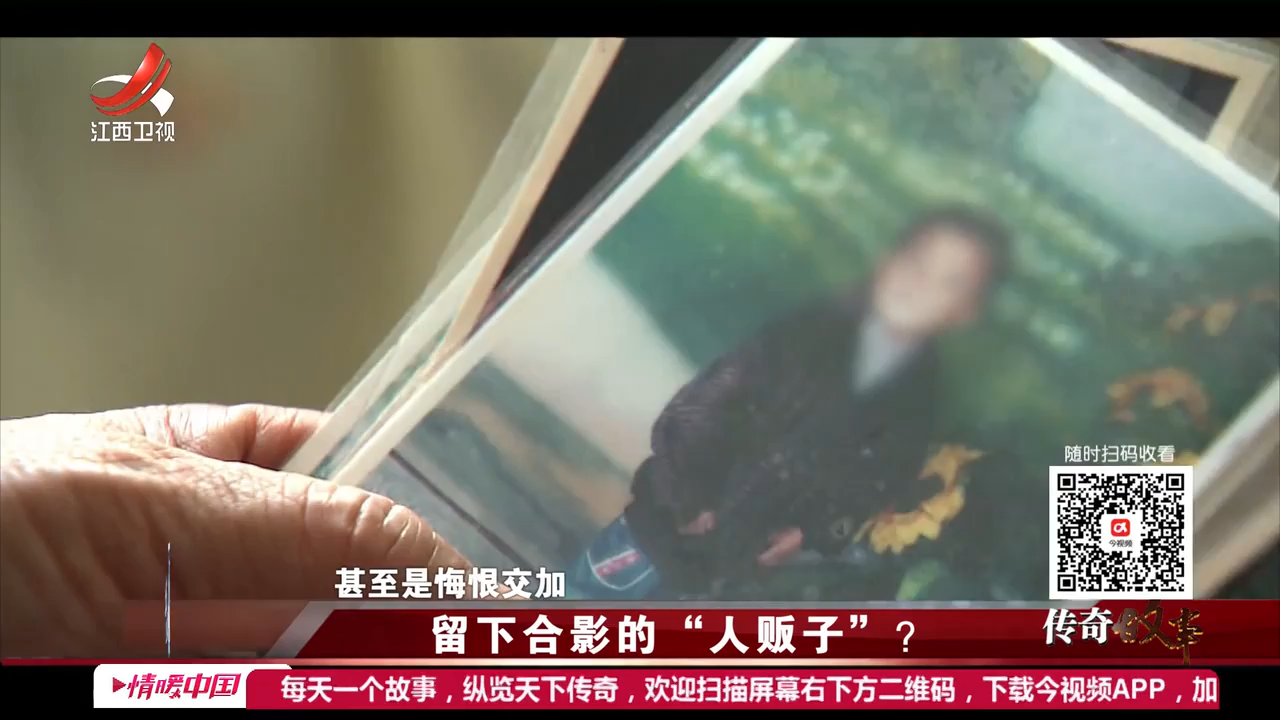 江西卫视
随时扫码收看
今视频
甚至是悔恨交加
留下合影的“人贩子”？
传奇故事
情暖中国
每天一个故事，纵览天下传奇，欢迎扫描屏幕右下方二维码，下载今视频APP，加